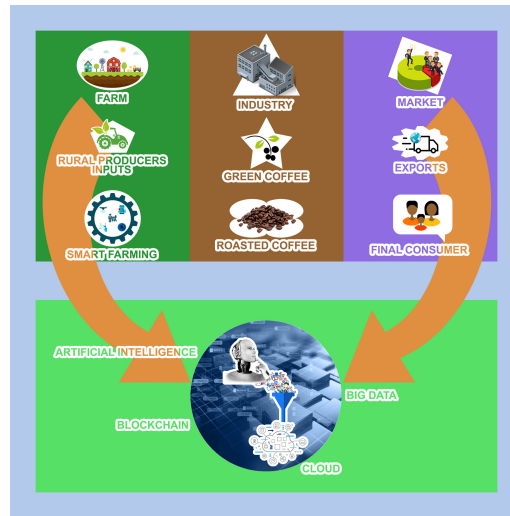 FARM
INDUSTRY
MARKET
RURAL PRODUCERS
INPUTS
GREEN COFFEE
EXPORTS
SMART FARMING
ROASTED COFFEE
FINAL CONSUMER
ARTIFICIAL INTELLIGENCE
BIG DATA
BLOCKCHAIN
CLOUD